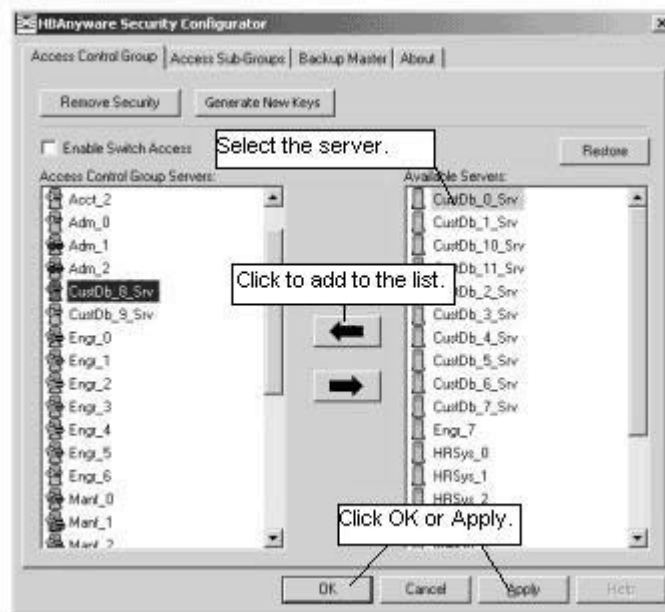 HBAnyware Security Configurator
Access Control Group Access Sub-Groups Backup Master About
Remove Security Generate New Keys
Enable Switch Access
Select the server.
Restore
Access Control Group Servers:
Available Servers:
Acct_2
Adm_0
Adm_1
Adm_2
CustDb_8_Srv
CustDb_9_Srv
Engr_0
Engr_1
Engr_2
Engr_3
Engr_4
Engr_5
Engr_6
Manf_0
Manf_1
Manf_2
Click to add to the list.
CustDb_0_Srv
CustDb_1_Srv
CustDb_10_Srv
CustDb_11_Srv
CustDb_2_Srv
CustDb_3_Srv
CustDb_4_Srv
CustDb_5_Srv
CustDb_6_Srv
CustDb_7_Srv
Engr_7
HRSys_0
HRSys_1
HRSys_2
Click OK or Apply.
OK Cancel Apply Help